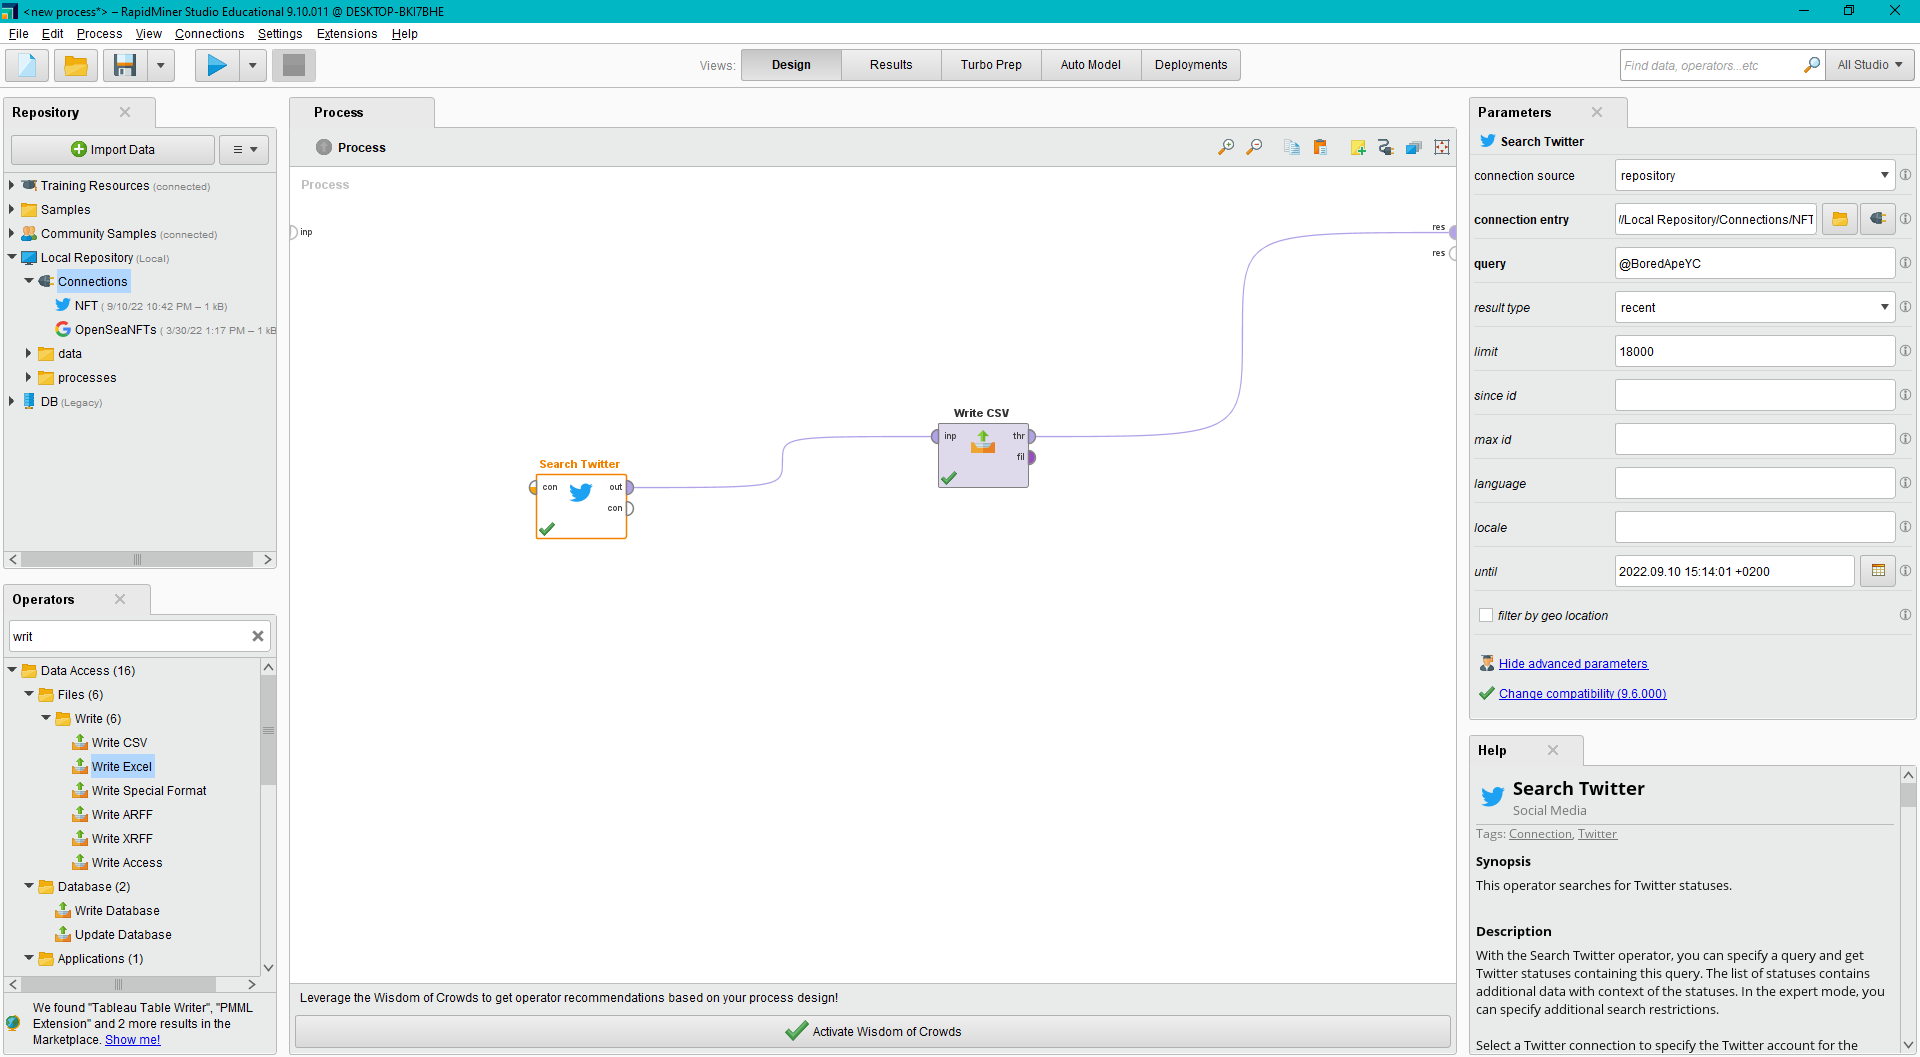 <new process*> – RapidMiner Studio Educational 9.10.011 @ DESKTOP-BKI7BHE
File Edit Process View Connections Settings Extensions Help
Views: Design Results Turbo Prep Auto Model Deployments
Find data, operators...etc All Studio
Repository
Import Data
Training Resources (connected)
Samples
Community Samples (connected)
Local Repository (Local)
Connections
NFT ( 9/10/22 10:42 PM – 1 kB)
OpenSeaNFTs ( 3/30/22 1:17 PM – 1 kB
data
processes
DB (Legacy)
Operators
writ
Data Access (16)
Files (6)
Write (6)
Write CSV
Write Excel
Write Special Format
Write ARFF
Write XRFF
Write Access
Database (2)
Write Database
Update Database
Applications (1)
We found "Tableau Table Writer", "PMML
Extension" and 2 more results in the
Marketplace. Show me!
Process
Process
Process
inp
res
res
Write CSV
inp thr
fil
Search Twitter
con out
con
Leverage the Wisdom of Crowds to get operator recommendations based on your process design!
Activate Wisdom of Crowds
Parameters
Search Twitter
connection source repository
connection entry //Local Repository/Connections/NFT
query @BoredApeYC
result type recent
limit 18000
since id
max id
language
locale
until 2022.09.10 15:14:01 +0200
filter by geo location
Hide advanced parameters
Change compatibility (9.6.000)
Help
Search Twitter
Social Media
Tags: Connection, Twitter
Synopsis
This operator searches for Twitter statuses.
Description
With the Search Twitter operator, you can specify a query and get
Twitter statuses containing this query. The list of statuses contains
additional data with context of the statuses. In the expert mode, you
can specify additional search restrictions.
Select a Twitter connection to specify the Twitter account for the